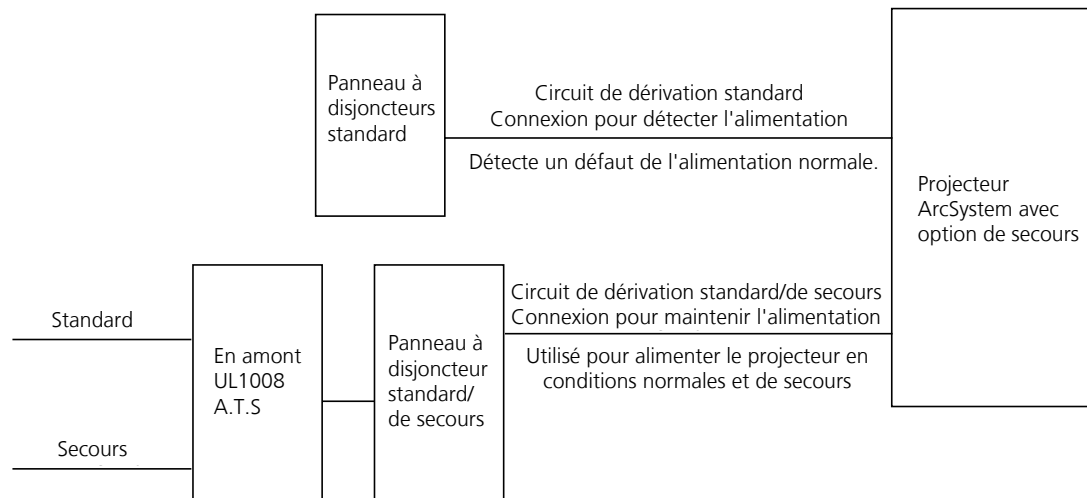 Panneau à
disjoncteurs
standard
Circuit de dérivation standard
Connexion pour détecter l'alimentation
Détecte un défaut de l'alimentation normale.
Projecteur
ArcSystem avec
option de secours
Standard
Secours
En amont
UL1008
A.T.S
Panneau à
disjoncteur
standard/
de secours
Circuit de dérivation standard/de secours
Connexion pour maintenir l'alimentation
Utilisé pour alimenter le projecteur en
conditions normales et de secours